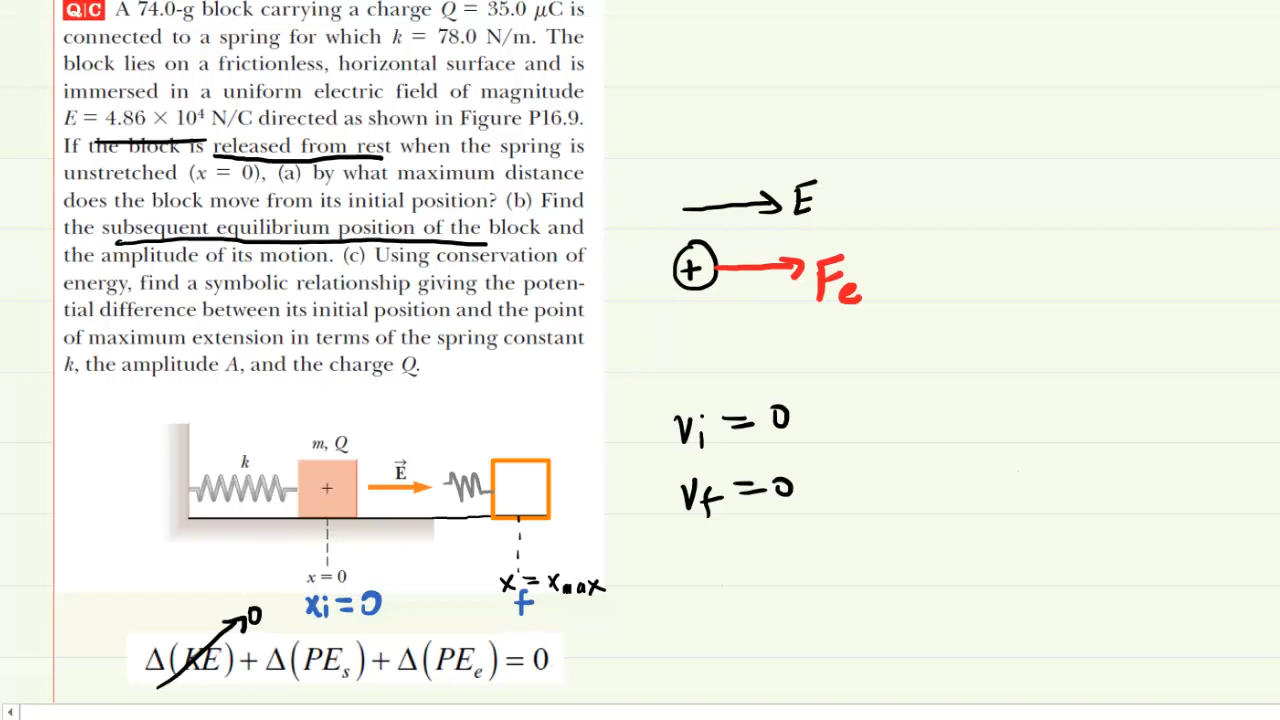 Q|C A 74.0-g block carrying a charge Q = 35.0 μC is
connected to a spring for which k = 78.0 N/m. The
block lies on a frictionless, horizontal surface and is
immersed in a uniform electric field of magnitude
E = 4.86 × 10⁴ N/C directed as shown in Figure P16.9.
If the block is released from rest when the spring is
unstretched (x = 0), (a) by what maximum distance
does the block move from its initial position? (b) Find
the subsequent equilibrium position of the block and
the amplitude of its motion. (c) Using conservation of
energy, find a symbolic relationship giving the poten-
tial difference between its initial position and the point
of maximum extension in terms of the spring constant
k, the amplitude A, and the charge Q.
m, Q
k
E⃗
+
x = 0
xi = 0
x = xmax
f
0
Δ(KE) + Δ(PEₛ) + Δ(PEₑ) = 0
E
+
Fe
vi = 0
vf = 0